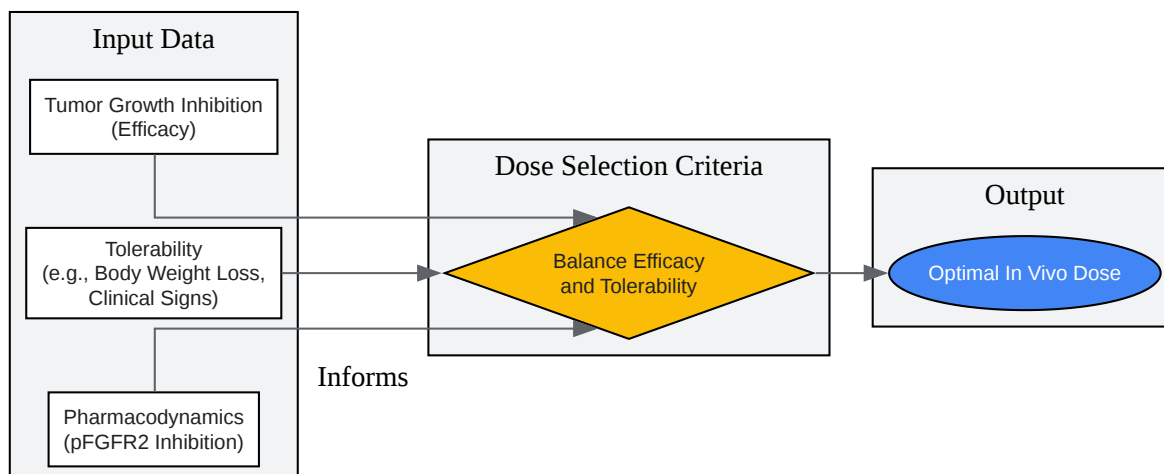 Input Data
Tumor Growth Inhibition
(Efficacy)
Tolerability
(e.g., Body Weight Loss,
Clinical Signs)
Pharmacodynamics
(pFGFR2 Inhibition)
Informs
Dose Selection Criteria
Balance Efficacy
and Tolerability
Output
Optimal In Vivo Dose